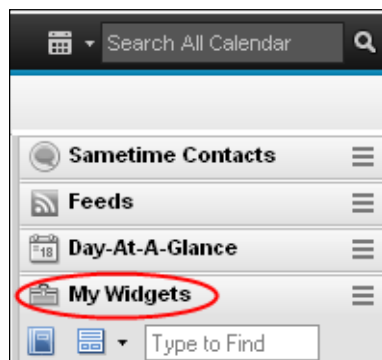 Search All Calendar
Sametime Contacts
Feeds
18
Day-At-A-Glance
My Widgets
Type to Find